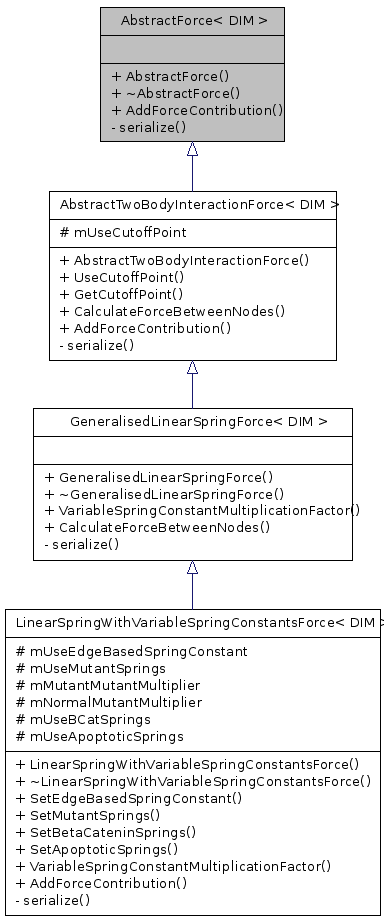 AbstractForce< DIM >
+ AbstractForce()
+ ~AbstractForce()
+ AddForceContribution()
- serialize()
AbstractTwoBodyInteractionForce< DIM >
# mUseCutoffPoint
+ AbstractTwoBodyInteractionForce()
+ UseCutoffPoint()
+ GetCutoffPoint()
+ CalculateForceBetweenNodes()
+ AddForceContribution()
- serialize()
GeneralisedLinearSpringForce< DIM >
+ GeneralisedLinearSpringForce()
+ ~GeneralisedLinearSpringForce()
+ VariableSpringConstantMultiplicationFactor()
+ CalculateForceBetweenNodes()
- serialize()
LinearSpringWithVariableSpringConstantsForce< DIM >
# mUseEdgeBasedSpringConstant
# mUseMutantSprings
# mMutantMutantMultiplier
# mNormalMutantMultiplier
# mUseBCatSprings
# mUseApoptoticSprings
+ LinearSpringWithVariableSpringConstantsForce()
+ ~LinearSpringWithVariableSpringConstantsForce()
+ SetEdgeBasedSpringConstant()
+ SetMutantSprings()
+ SetBetaCateninSprings()
+ SetApoptoticSprings()
+ VariableSpringConstantMultiplicationFactor()
+ AddForceContribution()
- serialize()